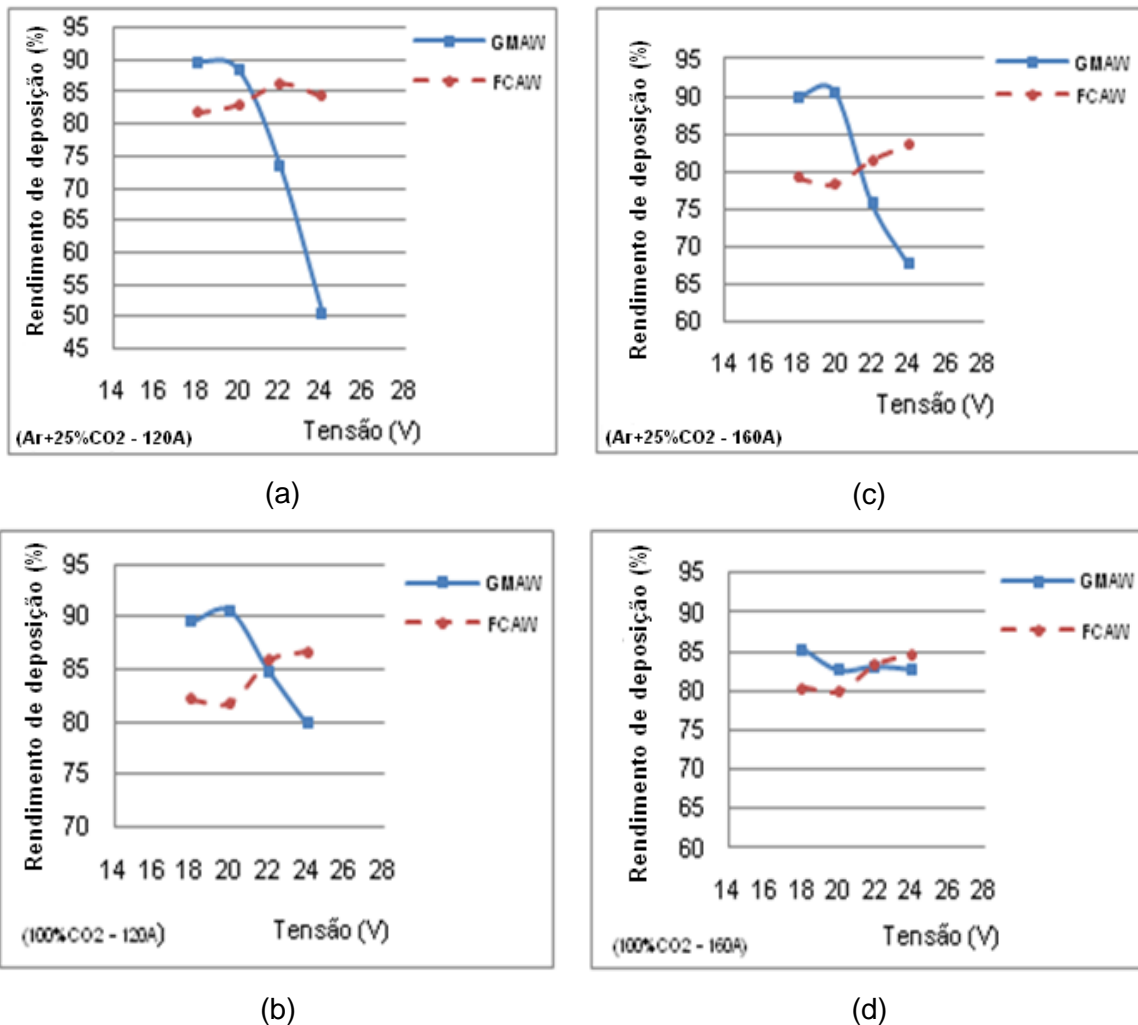 Rendimento de deposição (%)
95
90
85
80
75
70
65
60
55
50
45
14 16 18 20 22 24 26 28
Tensão (V)
GMAW
FCAW
(Ar+25%CO2 - 120A)
(a)
Rendimento de deposição (%)
95
90
85
80
75
70
65
60
14 16 18 20 22 24 26 28
Tensão (V)
GMAW
FCAW
(Ar+25%CO2 - 160A)
(c)
Rendimento de deposição (%)
95
90
85
80
75
70
14 16 18 20 22 24 26 28
Tensão (V)
GMAW
FCAW
(100%CO2 - 120A)
(b)
Rendimento de deposição (%)
95
90
85
80
75
70
65
60
14 16 18 20 22 24 26 28
Tensão (V)
GMAW
FCAW
(100%CO2 - 160A)
(d)